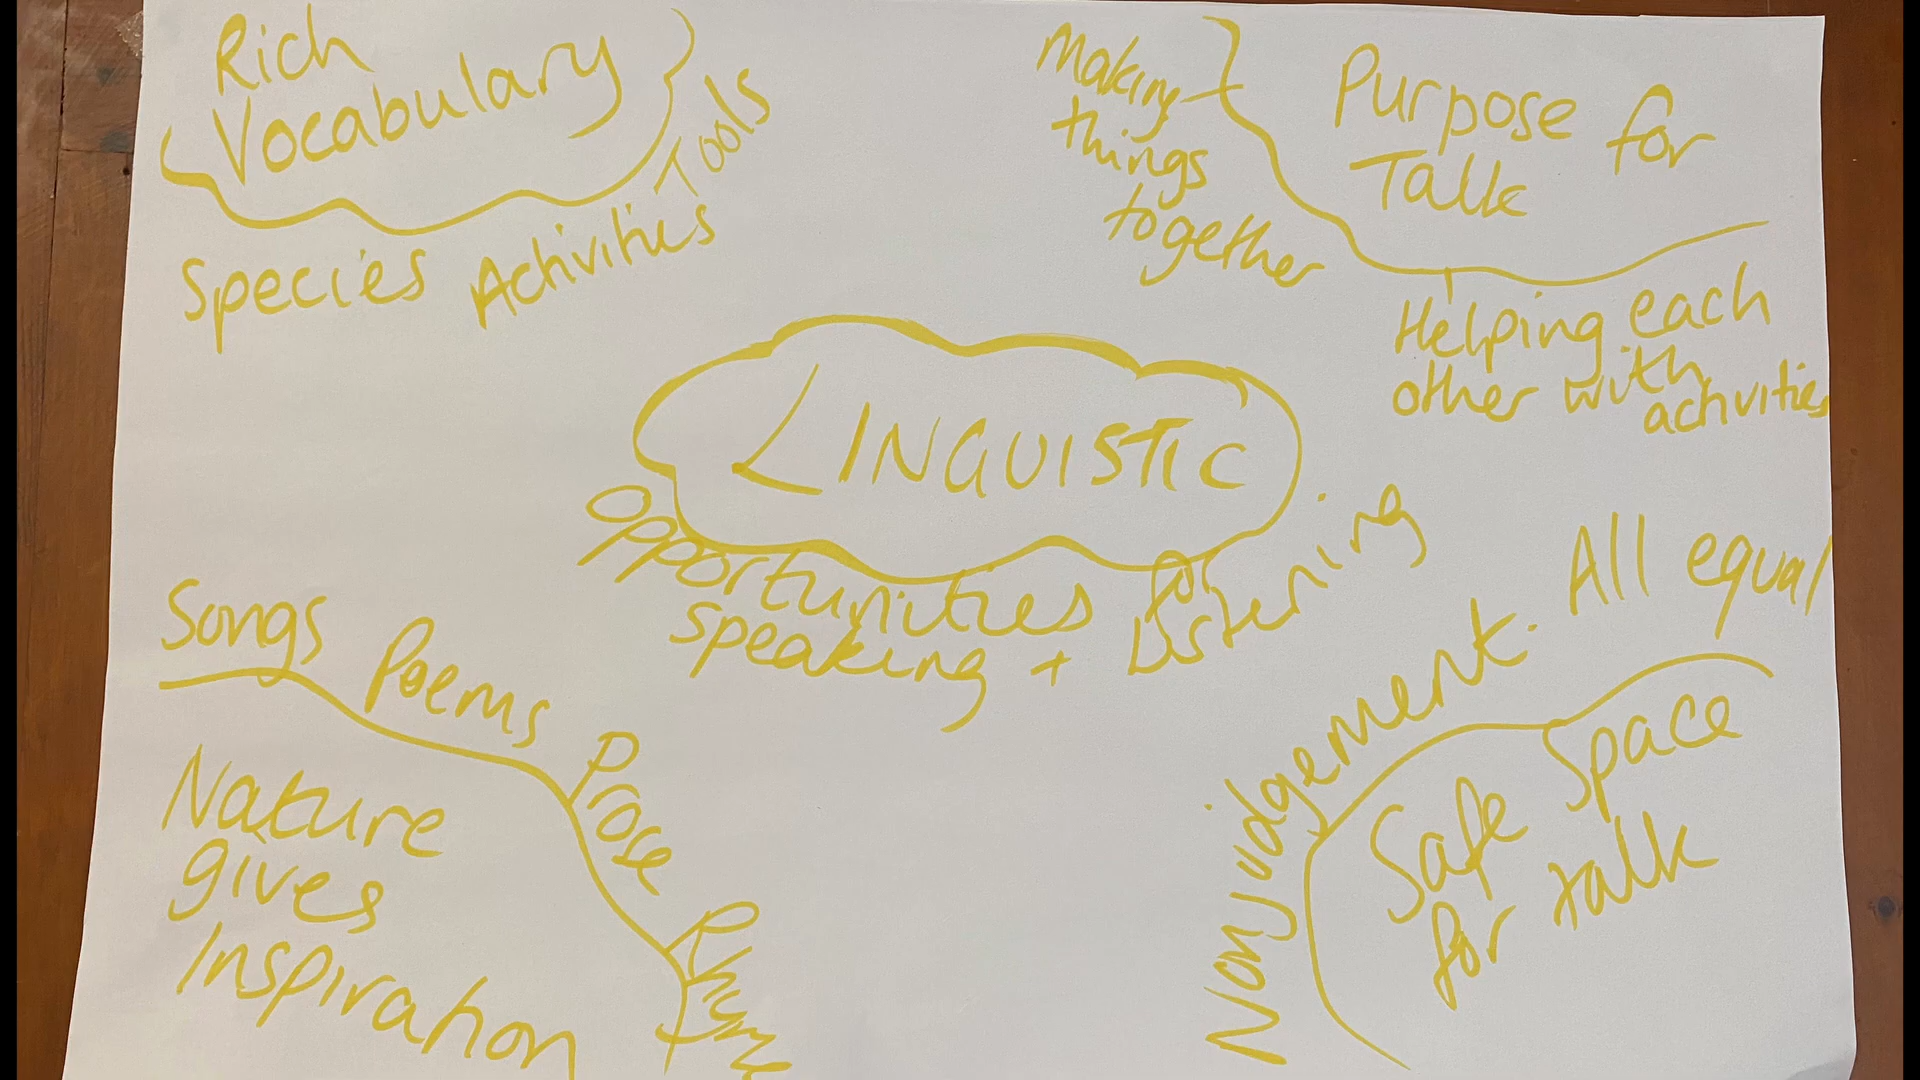 Rich
Vocabulary
Species Activities Tools
Making
things
together
Purpose for
Talk
Helping each
other with
activities
LINGUISTIC
Opportunities for
speaking + Listening
Songs Poems Prose Rhyme
Nature
gives
Inspiration
Nonjudgement. All equal
Safe Space
for talk